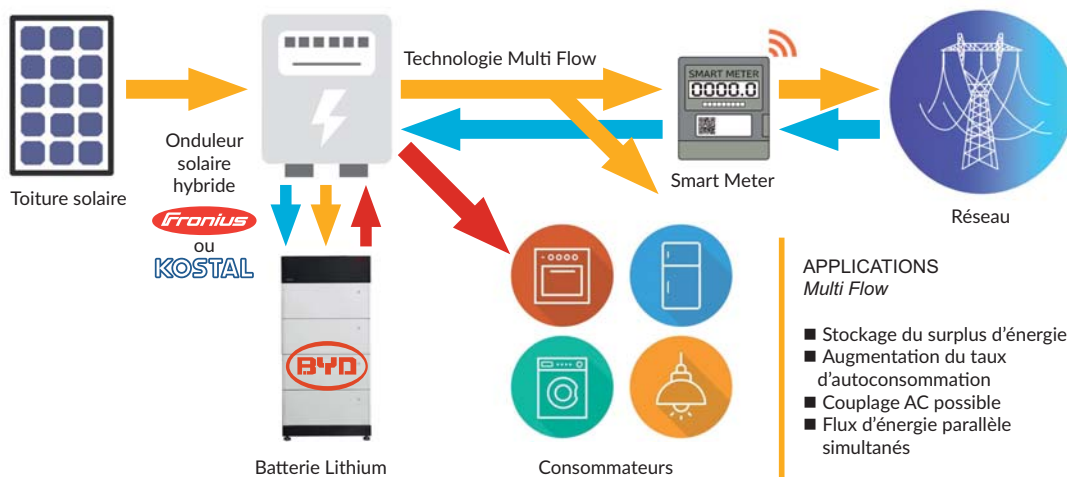 Toiture solaire
Onduleur
solaire
hybride
Fronius
ou
KOSTAL
Technologie Multi Flow
SMART METER
0000.0
Smart Meter
Réseau
BYD
Batterie Lithium
Consommateurs
APPLICATIONS
Multi Flow
■ Stockage du surplus d'énergie
■ Augmentation du taux
d'autoconsommation
■ Couplage AC possible
■ Flux d'énergie parallèle
simultanés